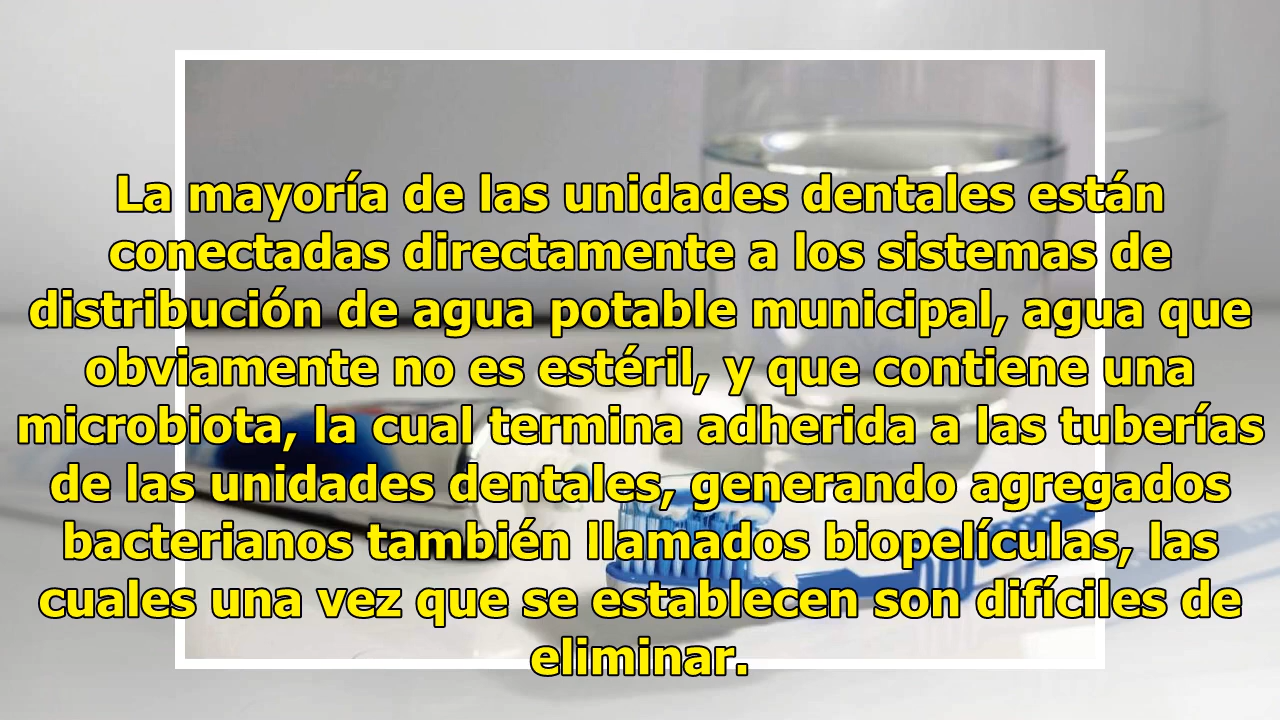 La mayoría de las unidades dentales están
conectadas directamente a los sistemas de
distribución de agua potable municipal, agua que
obviamente no es estéril, y que contiene una
microbiota, la cual termina adherida a las tuberías
de las unidades dentales, generando agregados
bacterianos también llamados biopelículas, las
cuales una vez que se establecen son difíciles de
eliminar.